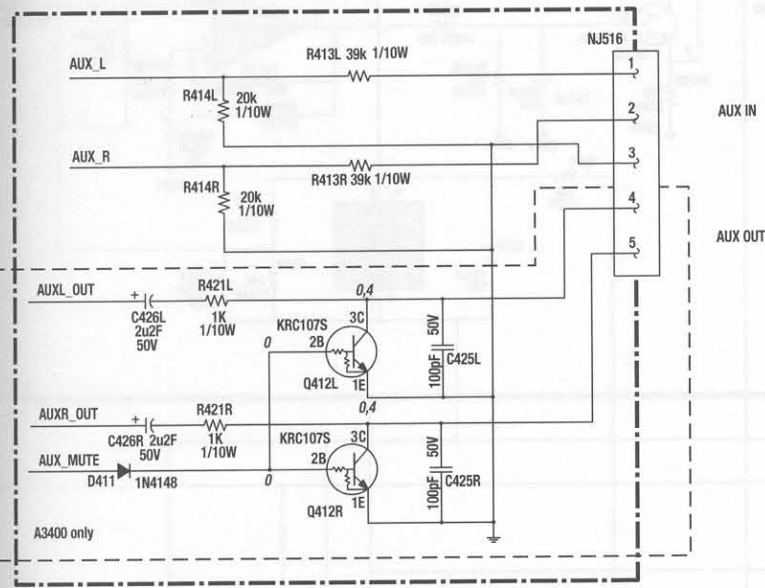 NJ516
R413L 39k 1/10W
AUX_L
1
R414L
20k
1/10W
2
AUX IN
AUX_R
3
R413R 39k 1/10W
R414R
20k
1/10W
4
5
AUX OUT
AUXL_OUT
+
C426L
2u2F
50V
R421L
1K
1/10W
0,4
3C
KRC107S
0
2B
1E
Q412L
50V
100pF
C425L
0,4
AUXR_OUT
+
C426R 2u2F
50V
R421R
1K
1/10W
3C
KRC107S
AUX_MUTE
D411 1N4148
0
2B
1E
Q412R
50V
100pF
C425R
A3400 only